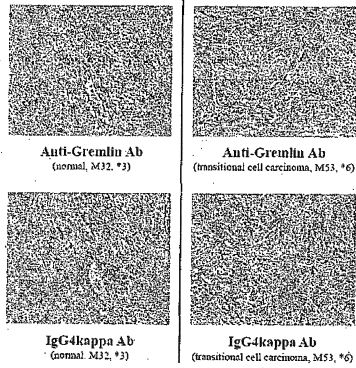 Anti-Gremlin Ab
(normal, M32, *3)
Anti-Gremlin Ab
(transitional cell carcinoma, M53, *6)
IgG4kappa Ab
(normal. M32, *3)
IgG4kappa Ab
(transitional cell carcinoma, M53, *6)